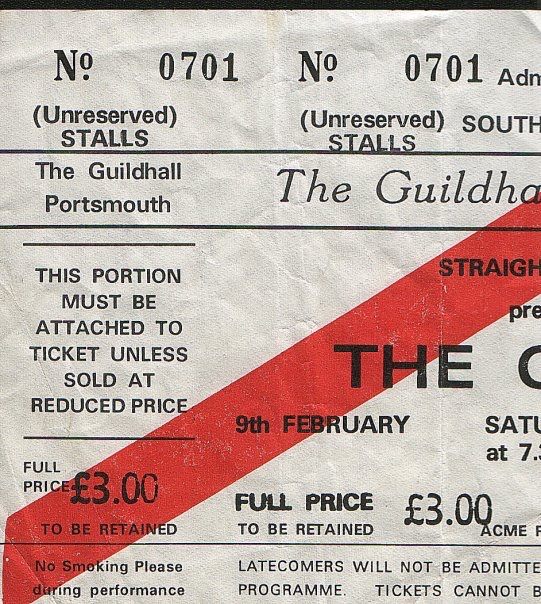 Nº 0701
(Unreserved)
STALLS
The Guildhall
Portsmouth
THIS PORTION
MUST BE
ATTACHED TO
TICKET UNLESS
SOLD AT
REDUCED PRICE
FULL
PRICE £3.00
TO BE RETAINED
No Smoking Please
during performance
Nº 0701 Adm
(Unreserved) SOUTH
STALLS
The Guildha
STRAIGH
pre
THE C
9th FEBRUARY SATU
at 7.3
FULL PRICE £3.00
TO BE RETAINED ACME F
LATECOMERS WILL NOT BE ADMITTE
PROGRAMME. TICKETS CANNOT B